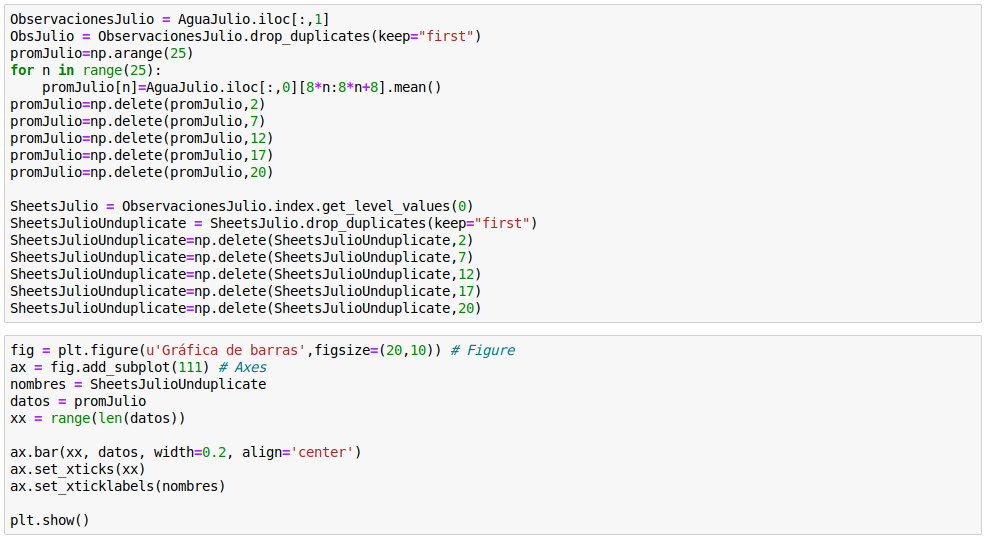 ObservacionesJulio = AguaJulio.iloc[:,1]
ObsJulio = ObservacionesJulio.drop_duplicates(keep="first")
promJulio=np.arange(25)
for n in range(25):
    promJulio[n]=AguaJulio.iloc[:,0][8*n:8*n+8].mean()
promJulio=np.delete(promJulio,2)
promJulio=np.delete(promJulio,7)
promJulio=np.delete(promJulio,12)
promJulio=np.delete(promJulio,17)
promJulio=np.delete(promJulio,20)

SheetsJulio = ObservacionesJulio.index.get_level_values(0)
SheetsJulioUnduplicate = SheetsJulio.drop_duplicates(keep="first")
SheetsJulioUnduplicate=np.delete(SheetsJulioUnduplicate,2)
SheetsJulioUnduplicate=np.delete(SheetsJulioUnduplicate,7)
SheetsJulioUnduplicate=np.delete(SheetsJulioUnduplicate,12)
SheetsJulioUnduplicate=np.delete(SheetsJulioUnduplicate,17)
SheetsJulioUnduplicate=np.delete(SheetsJulioUnduplicate,20)

fig = plt.figure(u'Gráfica de barras',figsize=(20,10)) # Figure
ax = fig.add_subplot(111) # Axes
nombres = SheetsJulioUnduplicate
datos = promJulio
xx = range(len(datos))

ax.bar(xx, datos, width=0.2, align='center')
ax.set_xticks(xx)
ax.set_xticklabels(nombres)

plt.show()